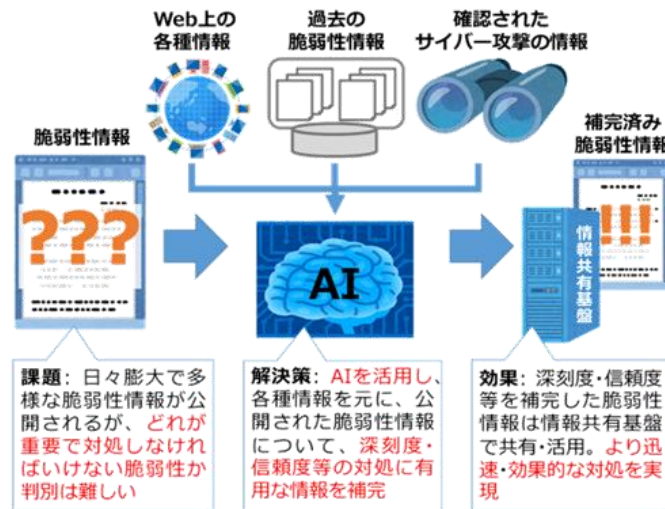 Web上の
各種情報
過去の
脆弱性情報
確認された
サイバー攻撃の情報
脆弱性情報
補完済み
脆弱性情報
???
AI
!!!
情報共有基盤
課題: 日々膨大で多
様な脆弱性情報が公
開されるが、どれが
重要で対処しなけれ
ばいけない脆弱性か
判別は難しい
解決策: AIを活用し、
各種情報を元に、公
開された脆弱性情報
について、深刻度・
信頼度等の対処に有
用な情報を補完
効果: 深刻度・信頼度
等を補完した脆弱性
情報は情報共有基盤
で共有・活用。より迅
速・効果的な対処を実
現